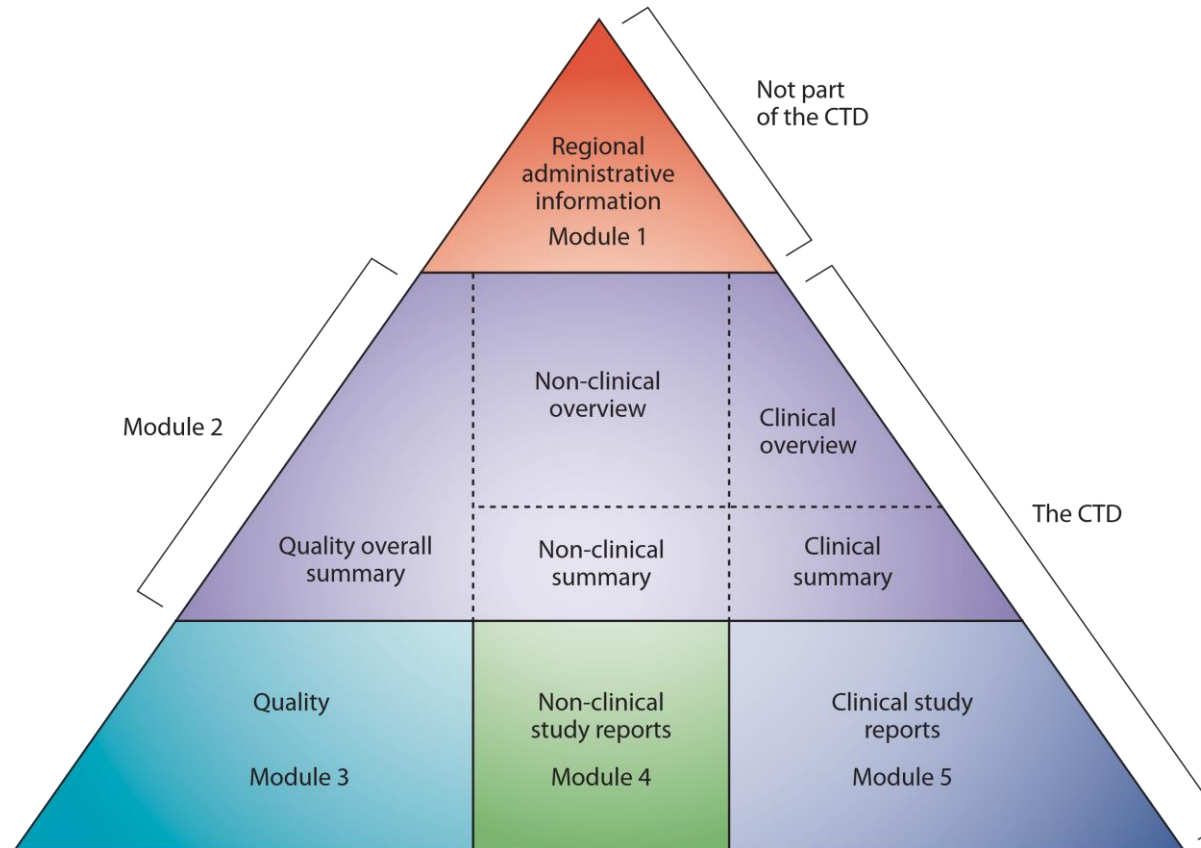 Not part
of the CTD
Regional
administrative
information
Module 1
Module 2
Non-clinical
overview
Clinical
overview
The CTD
Quality overall
summary
Non-clinical
summary
Clinical
summary
Quality
Module 3
Non-clinical
study reports
Module 4
Clinical study
reports
Module 5